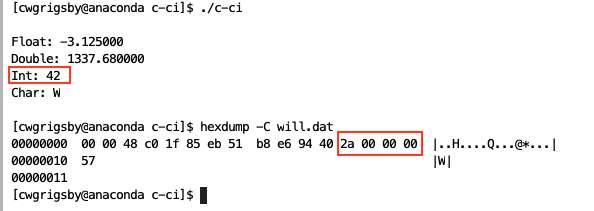 [cwgrigsby@anaconda c-ci]$ ./c-ci
Float: -3.125000
Double: 1337.680000
Int: 42
Char: W
[cwgrigsby@anaconda c-ci]$ hexdump -C will.dat
00000000  00 00 48 c0 1f 85 eb 51  b8 e6 94 40 2a 00 00 00  |..H....Q...@*...|
00000010  57                                                |W|
00000011
[cwgrigsby@anaconda c-ci]$